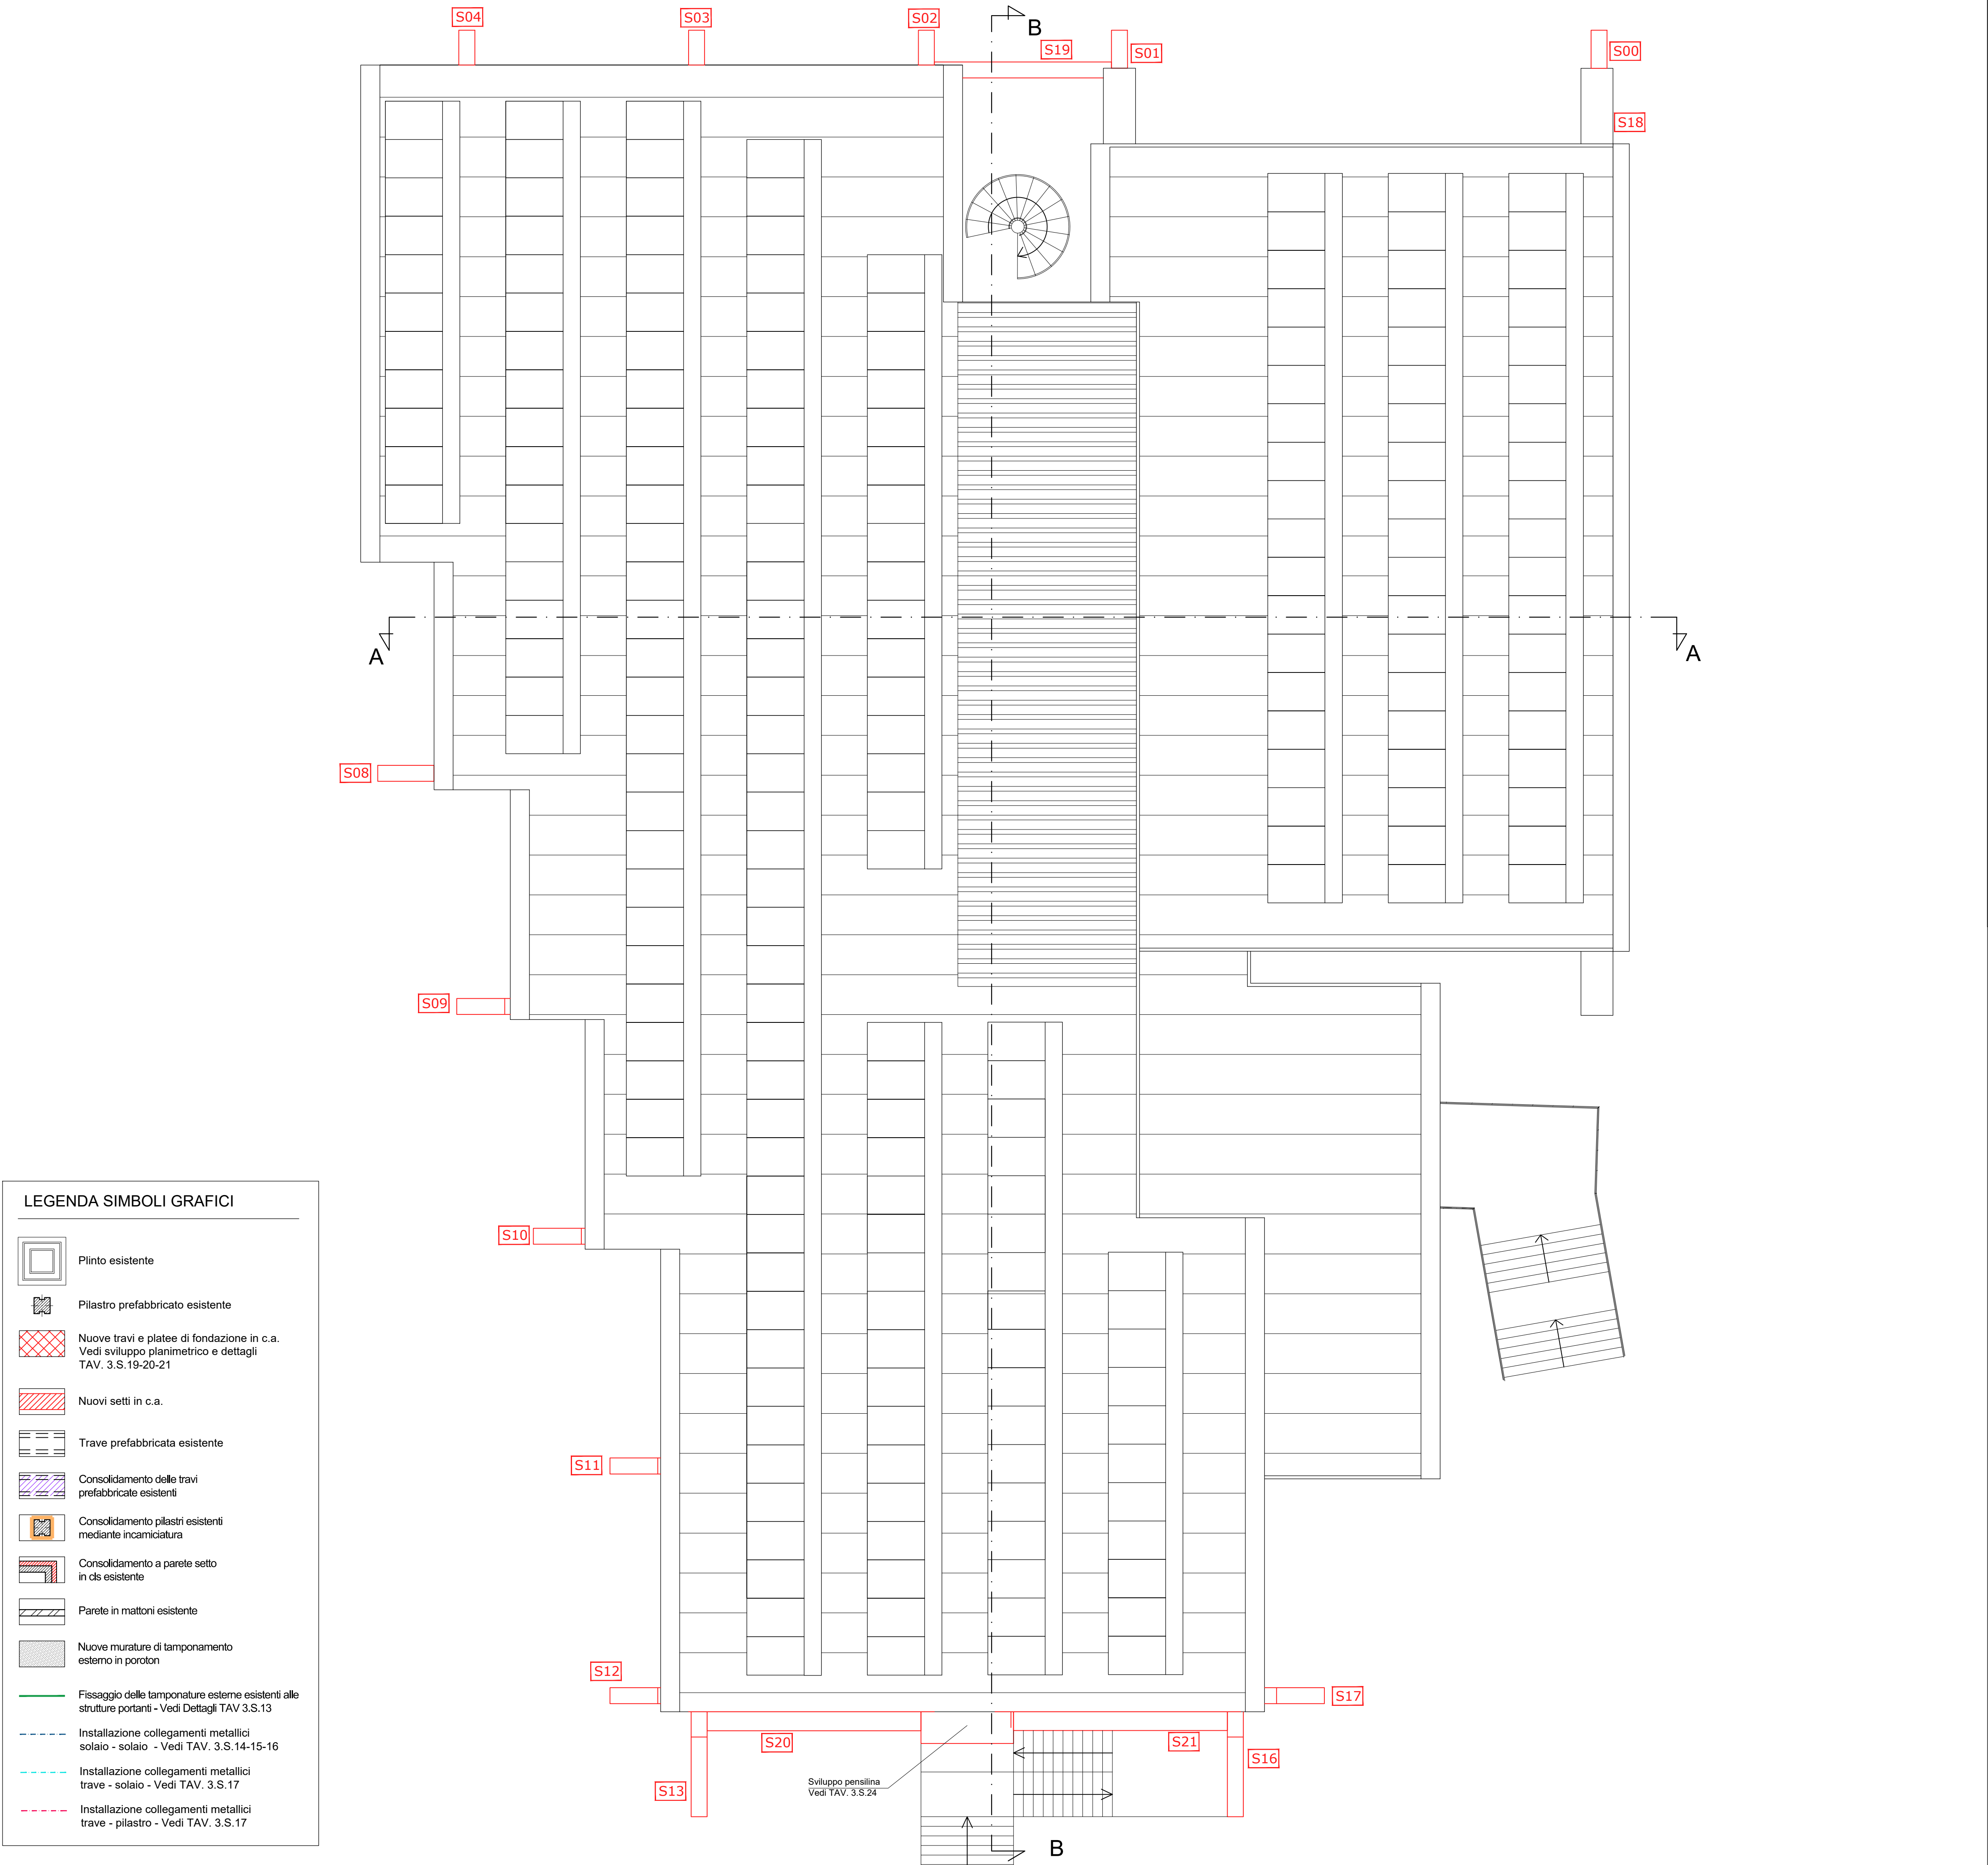 S04
S03
S02
B
S19
S01
S00
S18
A
A
S08
S09
S10
S11
S12
S17
S20
S21
S16
S13
Sviluppo pensilina
Vedi TAV. 3.S.24
B
LEGENDA SIMBOLI GRAFICI
Plinto esistente
Pilastro prefabbricato esistente
Nuove travi e platee di fondazione in c.a.
Vedi sviluppo planimetrico e dettagli
TAV. 3.S.19-20-21
Nuovi setti in c.a.
Trave prefabbricata esistente
Consolidamento delle travi
prefabbricate esistenti
Consolidamento pilastri esistenti
mediante incamiciatura
Consolidamento a parete setto
in cls esistente
Parete in mattoni esistente
Nuove murature di tamponamento
esterno in poroton
Fissaggio delle tamponature esterne esistenti alle
strutture portanti - Vedi Dettagli TAV 3.S.13
Installazione collegamenti metallici
solaio - solaio - Vedi TAV. 3.S.14-15-16
Installazione collegamenti metallici
trave - solaio - Vedi TAV. 3.S.17
Installazione collegamenti metallici
trave - pilastro - Vedi TAV. 3.S.17